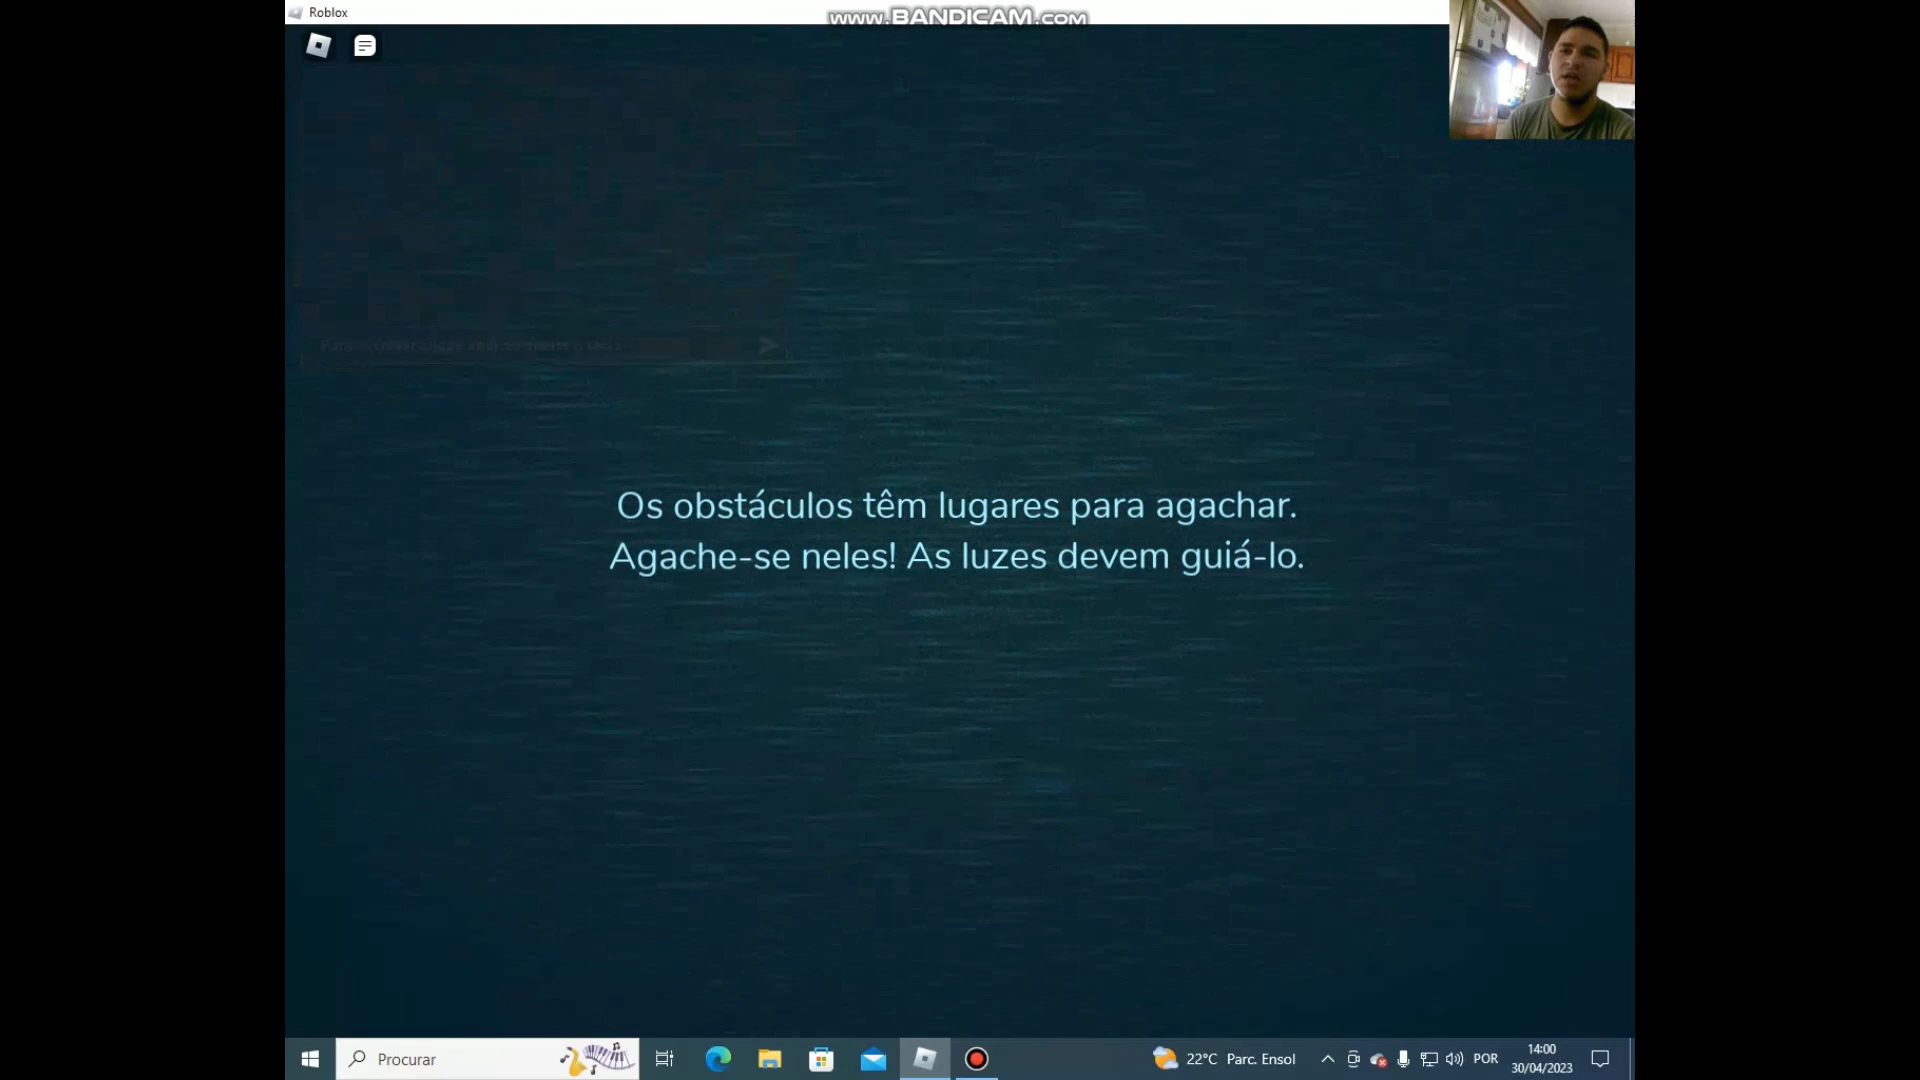 Roblox
www.BANDICAM.com
Os obstáculos têm lugares para agachar.
Agache-se neles! As luzes devem guiá-lo.
Procurar
22°C Parc. Ensol
POR
14:00
30/04/2023